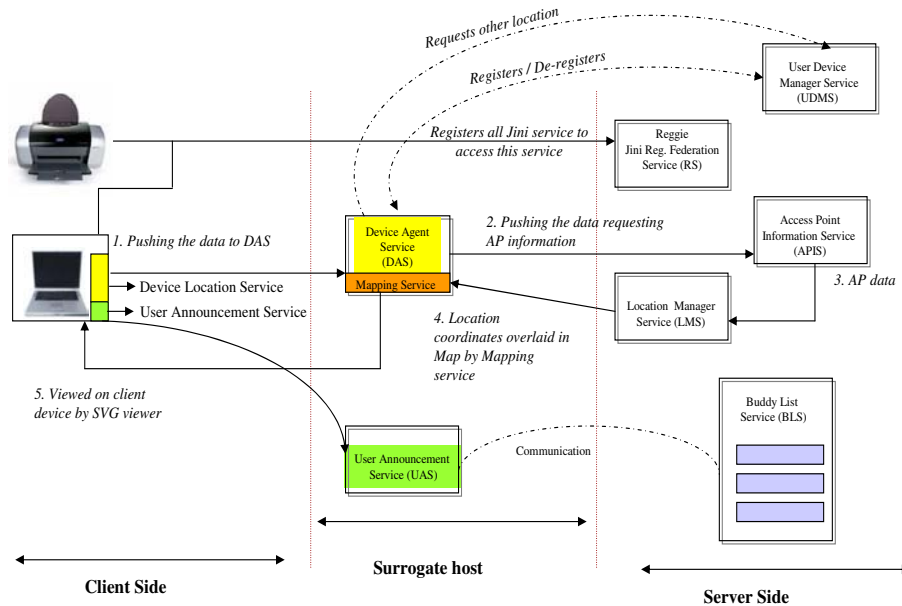 Requests other location
User Device
Manager Service
(UDMS)
Registers / De-registers
Registers all Jini service to
access this service
Reggie
Jini Reg. Federation
Service (RS)
1. Pushing the data to DAS
Device Agent
Service
(DAS)
Mapping Service
2. Pushing the data requesting
AP information
Access Point
Information Service
(APIS)
3. AP data
Device Location Service
User Announcement Service
Location Manager
Service (LMS)
4. Location
coordinates overlaid in
Map by Mapping
service
5. Viewed on client
device by SVG viewer
Buddy List
Service (BLS)
User Announcement
Service (UAS)
Communication
Client Side
Surrogate host
Server Side